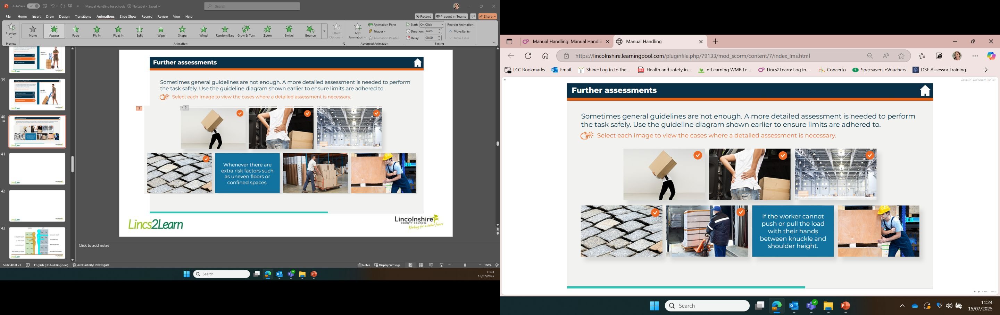 AutoSave
Manual Handling for schools
No Label • Saved
Search
File Home Insert Draw Design Transitions Animations Slide Show Record Review View Help
Record
Present in Teams
Share
Preview
None
Appear
Fade
Fly In
Float In
Split
Wipe
Shape
Wheel
Random Bars
Grow & Turn
Zoom
Swivel
Bounce
Effect
Options
Add
Animation
Animation Pane
Trigger
Animation Painter
Start: On Click
Duration: Auto
Delay: 00.00
Reorder Animation
Move Earlier
Move Later
Preview
Animation
Advanced Animation
Timing
39
40
41
42
43
Further assessments
Sometimes general guidelines are not enough. A more detailed assessment is needed to perform
the task safely. Use the guideline diagram shown earlier to ensure limits are adhered to.
Select each image to view the cases where a detailed assessment is necessary.
5
3
Whenever there are
extra risk factors such
as uneven floors or
confined spaces.
01
Lincs2Learn
Lincolnshire
COUNTY COUNCIL
Working for a better future
Click to add notes
Slide 40 of 73
English (United Kingdom)
Accessibility: Investigate
Notes
Display Settings
100%
Search
11:24
15/07/2025
Manual Handling: Manual Handli
Manual Handling
https://lincolnshire.learningpool.com/pluginfile.php/79133/mod_scorm/content/7/index_lms.html
LCC Bookmarks
Email
Shine: Log in to the...
Health and safety in...
e-Learning WMB Le...
Lincs2Learn: Log in...
Concerto
Specsavers eVouchers
DSE Assessor Training
Further assessments
Sometimes general guidelines are not enough. A more detailed assessment is needed to perform
the task safely. Use the guideline diagram shown earlier to ensure limits are adhered to.
Select each image to view the cases where a detailed assessment is necessary.
If the worker cannot
push or pull the load
with their hands
between knuckle and
shoulder height.
01
Search
11:24
15/07/2025